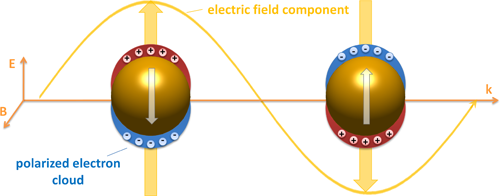 electric field component
E
B
k
polarized electron
cloud
+ + + + +
- - - - -
- - - - -
+ + + + +